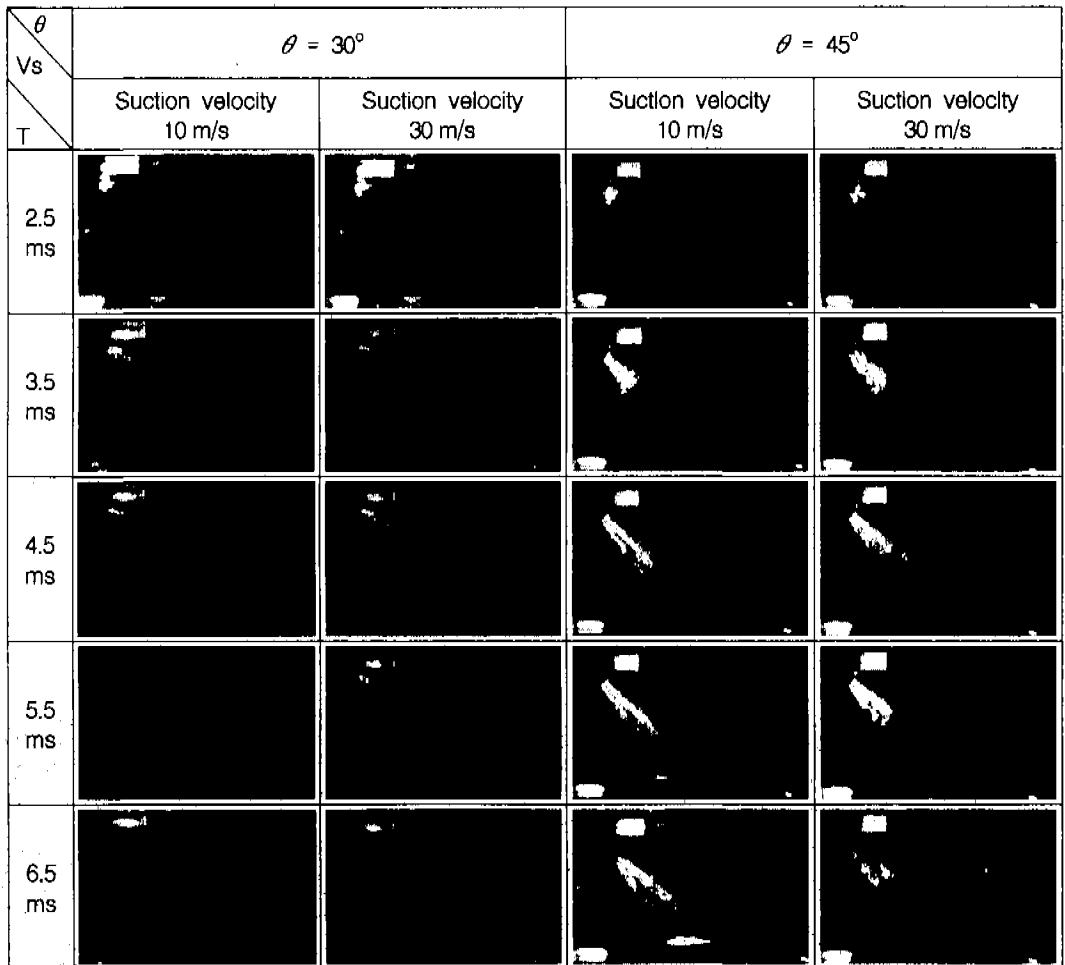 θ
Vs
T
θ = 30°
θ = 45°
Suction velocity
10 m/s
Suction velocity
30 m/s
Suction velocity
10 m/s
Suction velocity
30 m/s
2.5
ms
3.5
ms
4.5
ms
5.5
ms
6.5
ms